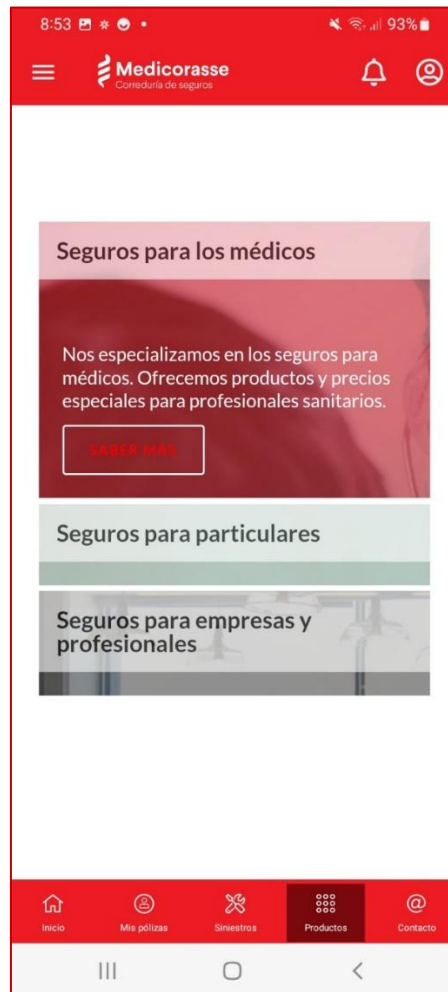 8:53
93%
Medicorasse
Correduría de seguros
Seguros para los médicos
Nos especializamos en los seguros para
médicos. Ofrecemos productos y precios
especiales para profesionales sanitarios.
SABER MÁS
Seguros para particulares
Seguros para empresas y
profesionales
Inicio
Mis pólizas
Siniestros
Productos
Contacto